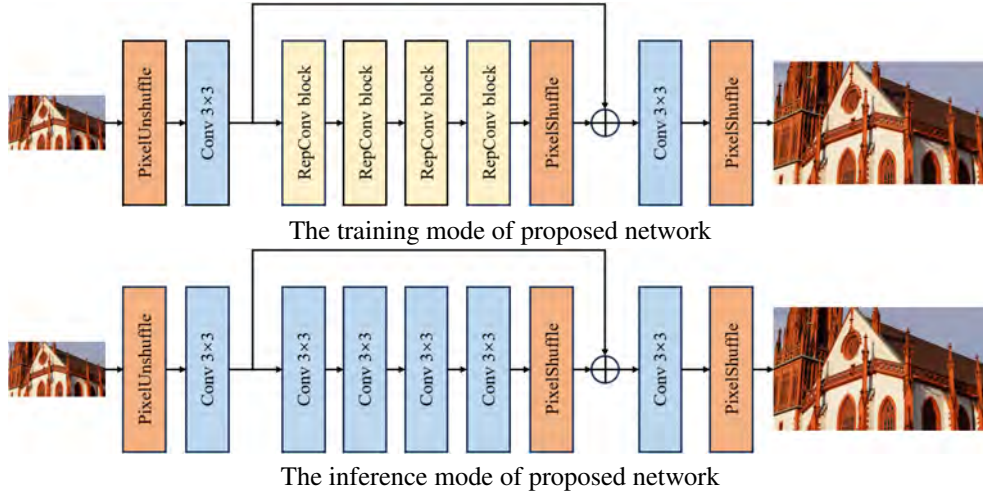 PixelUnshuffle
Conv 3×3
RepConv block
RepConv block
RepConv block
RepConv block
PixelShuffle
Conv 3×3
PixelShuffle
The training mode of proposed network
PixelUnshuffle
Conv 3×3
Conv 3×3
Conv 3×3
Conv 3×3
Conv 3×3
PixelShuffle
Conv 3×3
PixelShuffle
The inference mode of proposed network